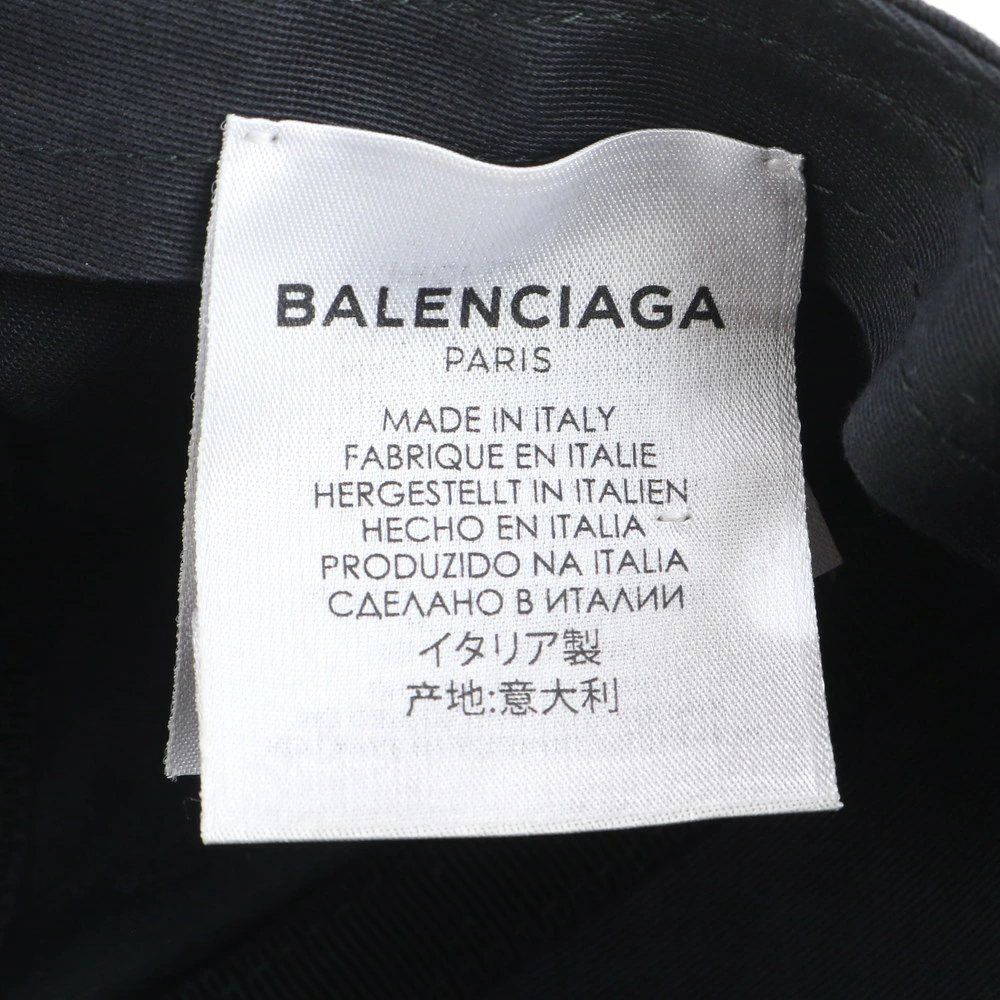 BALENCIAGA
PARIS
MADE IN ITALY
FABRIQUE EN ITALIE
HERGESTELLT IN ITALIEN
HECHO EN ITALIA
PRODUZIDO NA ITALIA
СДЕЛАНО В ИТАЛИИ
イタリア製
产地:意大利